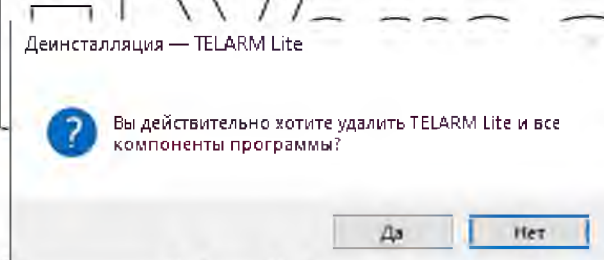 Деинсталляция — TELARM Lite
Вы действительно хотите удалить TELARM Lite и все
компоненты программы?
Да
Нет